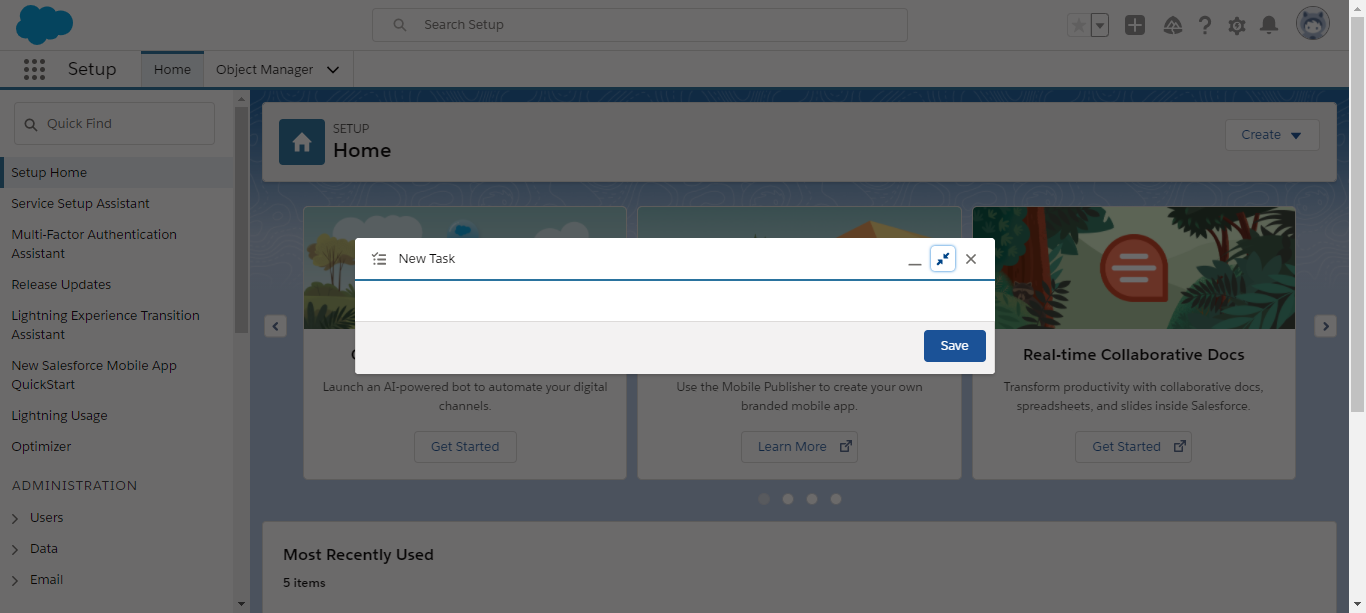 Search Setup
Setup
Home
Object Manager
Quick Find
Setup Home
Service Setup Assistant
Multi-Factor Authentication
Assistant
Release Updates
Lightning Experience Transition
Assistant
New Salesforce Mobile App
QuickStart
Lightning Usage
Optimizer
ADMINISTRATION
Users
Data
Email
SETUP
Home
Create
New Task
Save
Launch an AI-powered bot to automate your digital
channels.
Get Started
Use the Mobile Publisher to create your own
branded mobile app.
Learn More
Real-time Collaborative Docs
Transform productivity with collaborative docs,
spreadsheets, and slides inside Salesforce.
Get Started
Most Recently Used
5 items